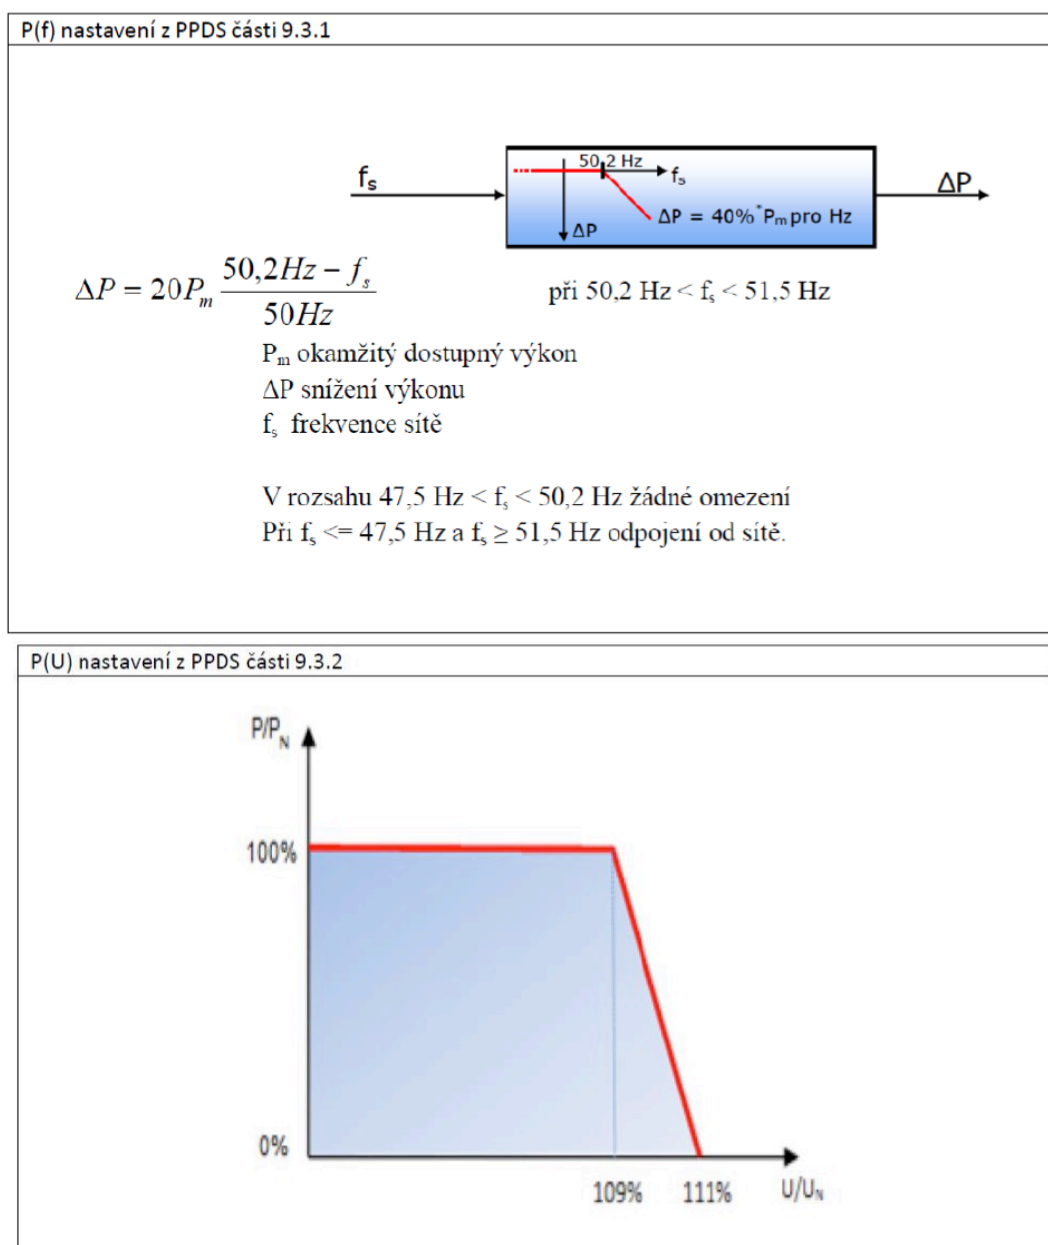 P(f) nastavení z PPDS části 9.3.1
50,2 Hz
fₛ
fₛ
ΔP
ΔP = 40%*Pₘ pro Hz
ΔP
ΔP = 20Pₘ (50,2Hz − fₛ)/50Hz
při 50,2 Hz < fₛ < 51,5 Hz
Pₘ okamžitý dostupný výkon
ΔP snížení výkonu
fₛ frekvence sítě
V rozsahu 47,5 Hz < fₛ < 50,2 Hz žádné omezení
Při fₛ <= 47,5 Hz a fₛ ≥ 51,5 Hz odpojení od sítě.
P(U) nastavení z PPDS části 9.3.2
P/P_N
100%
0%
109%
111%
U/U_N